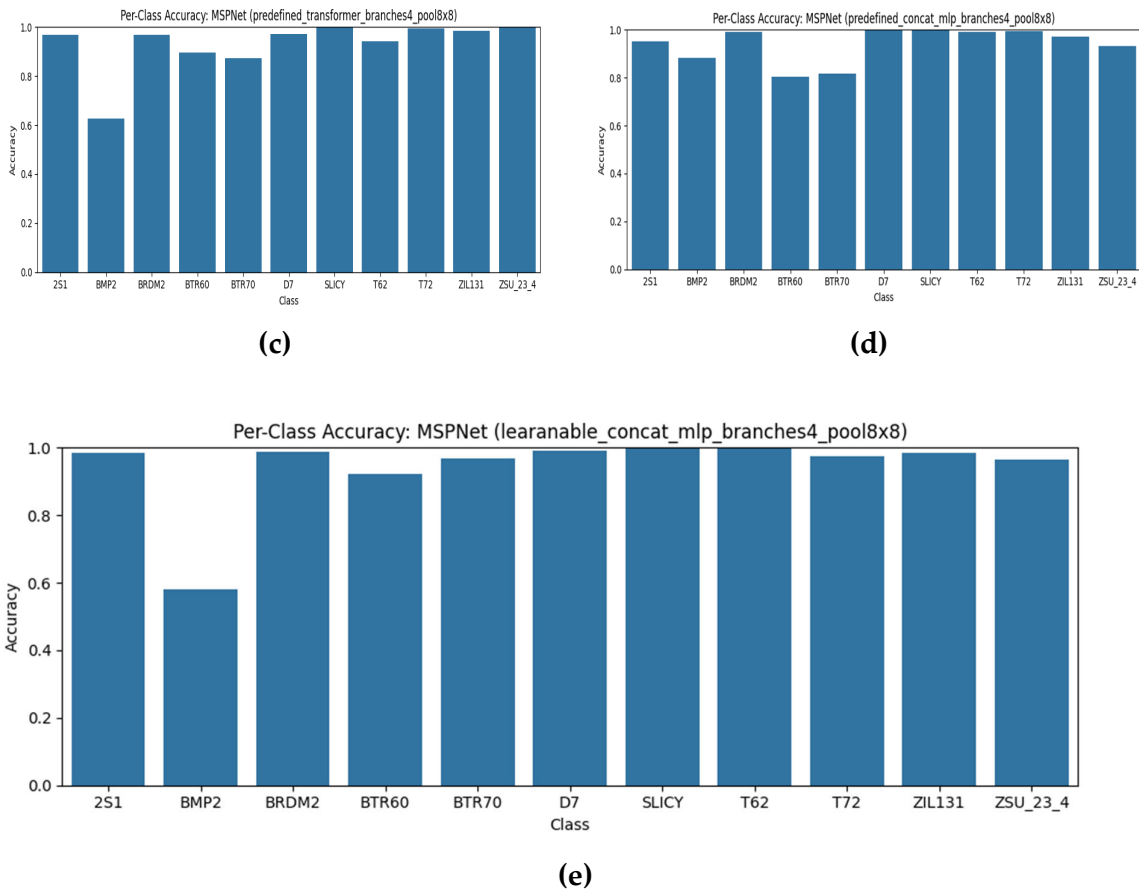 Per-Class Accuracy: MSPNet (predefined_transformer_branches4_pool8x8)
1.0
0.8
0.6
0.4
0.2
0.0
Accuracy
2S1 BMP2 BRDM2 BTR60 BTR70 D7 SLICY T62 T72 ZIL131 ZSU_23_4
Class
(c)
Per-Class Accuracy: MSPNet (predefined_concat_mlp_branches4_pool8x8)
1.0
0.8
0.6
0.4
0.2
0.0
Accuracy
2S1 BMP2 BRDM2 BTR60 BTR70 D7 SLICY T62 T72 ZIL131 ZSU_23_4
Class
(d)
Per-Class Accuracy: MSPNet (learanable_concat_mlp_branches4_pool8x8)
1.0
0.8
0.6
0.4
0.2
0.0
Accuracy
2S1 BMP2 BRDM2 BTR60 BTR70 D7 SLICY T62 T72 ZIL131 ZSU_23_4
Class
(e)